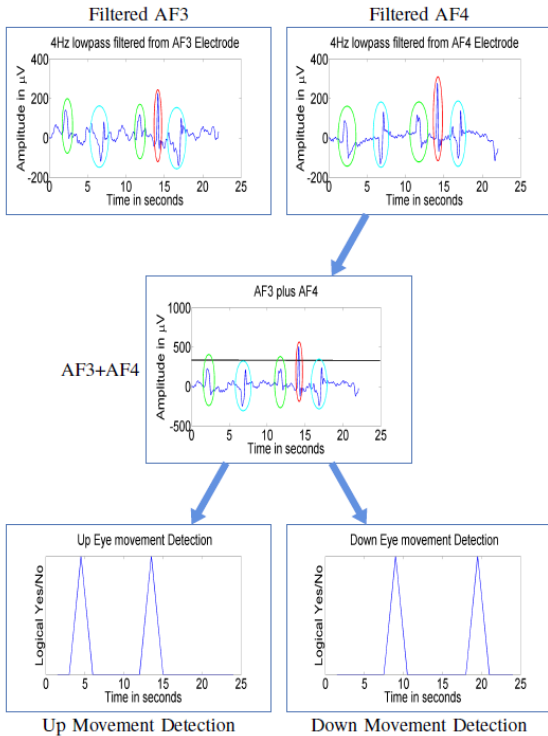 Filtered AF3 Filtered AF4
4Hz lowpass filtered from AF3 Electrode
Amplitude in μV
400
200
0
-200
0 5 10 15 20 25
Time in seconds
4Hz lowpass filtered from AF4 Electrode
Amplitude in μV
400
200
0
-200
0 5 10 15 20 25
Time in seconds
AF3+AF4
AF3 plus AF4
Amplitude in μV
1000
500
0
-500
0 5 10 15 20 25
Time in seconds
Up Eye movement Detection
Logical Yes/No
0 5 10 15 20 25
Time in seconds
Down Eye movement Detection
Logical Yes/No
0 5 10 15 20 25
Time in seconds
Up Movement Detection Down Movement Detection